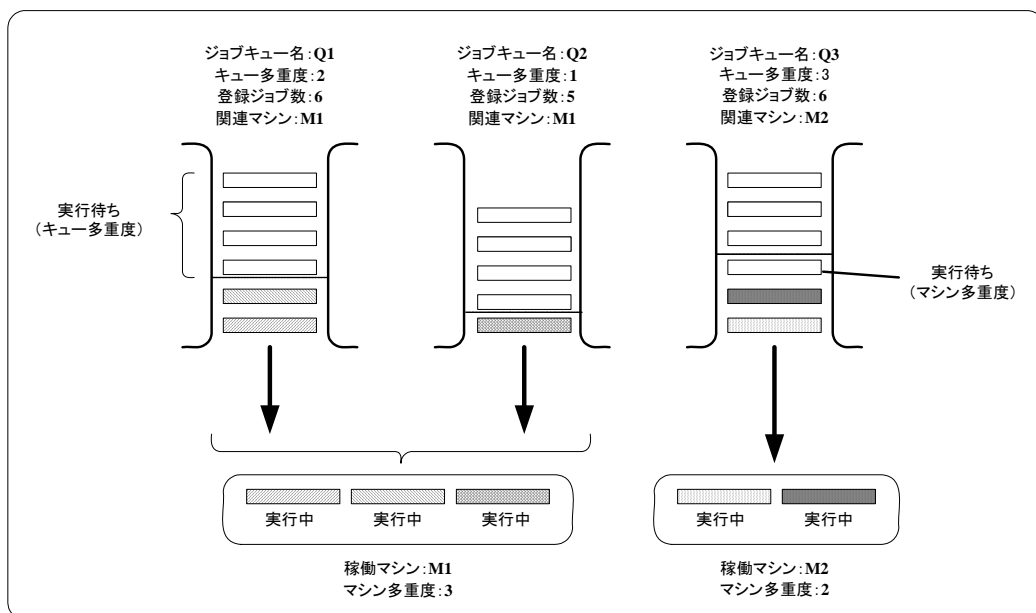 ジョブキュー名:Q1
キュー多重度:2
登録ジョブ数:6
関連マシン:M1
ジョブキュー名:Q2
キュー多重度:1
登録ジョブ数:5
関連マシン:M1
ジョブキュー名:Q3
キュー多重度:3
登録ジョブ数:6
関連マシン:M2
実行待ち
(キュー多重度)
実行待ち
(マシン多重度)
実行中
実行中
実行中
実行中
実行中
稼働マシン:M1
マシン多重度:3
稼働マシン:M2
マシン多重度:2